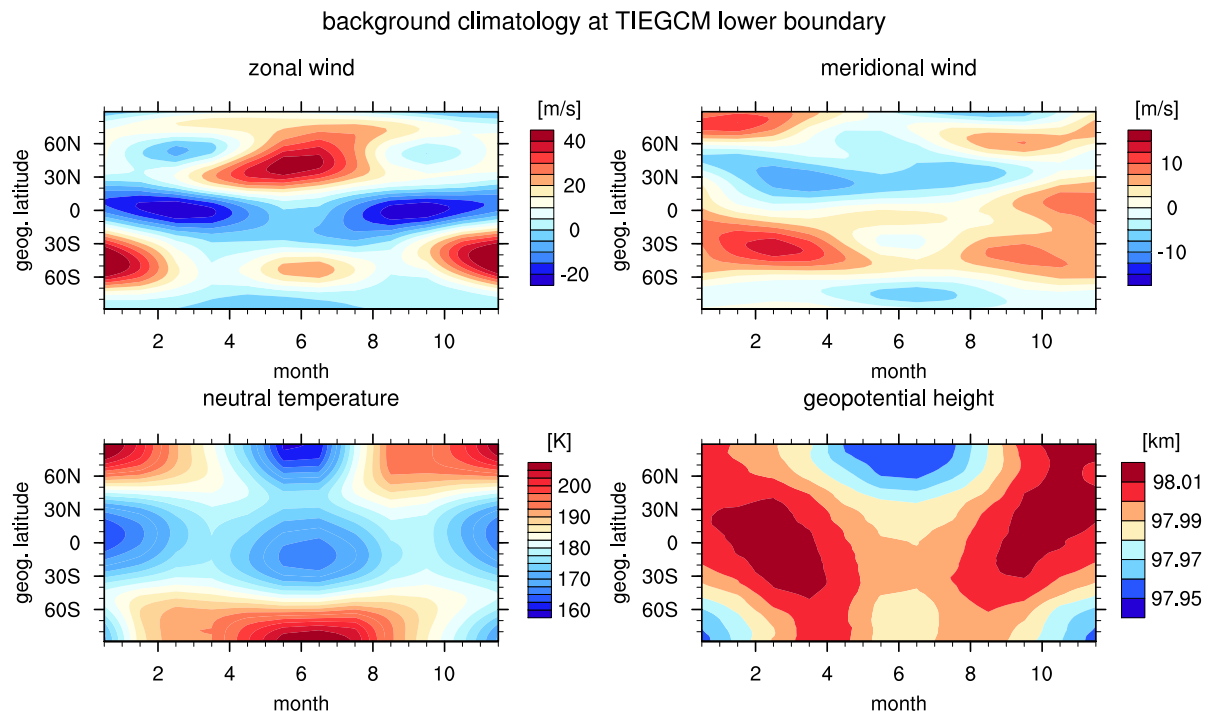 background climatology at TIEGCM lower boundary
zonal wind
meridional wind
[m/s]
[m/s]
geog. latitude
60N
30N
0
30S
60S
40
20
0
-20
geog. latitude
60N
30N
0
30S
60S
10
0
-10
2 4 6 8 10
2 4 6 8 10
month
month
neutral temperature
geopotential height
[K]
[km]
geog. latitude
60N
30N
0
30S
60S
200
190
180
170
160
geog. latitude
60N
30N
0
30S
60S
98.01
97.99
97.97
97.95
2 4 6 8 10
2 4 6 8 10
month
month